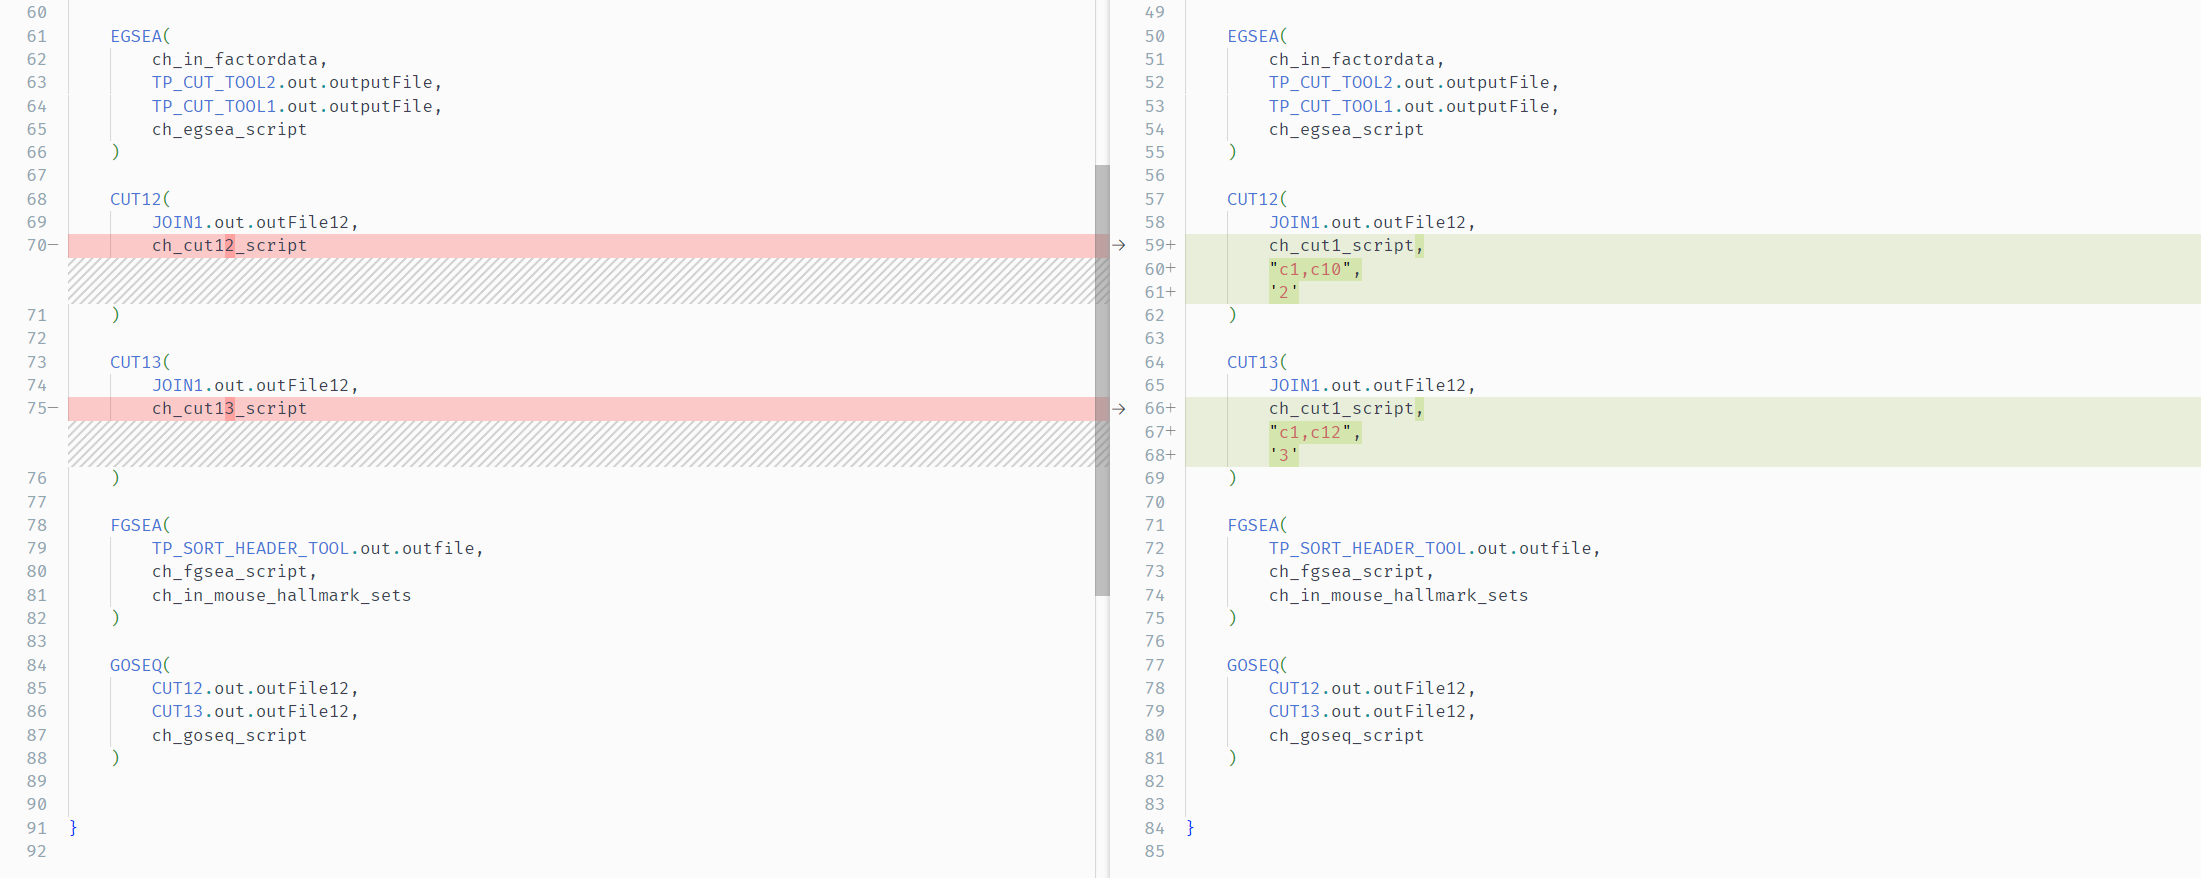 60
61 EGSEA(
62 ch_in_factordata,
63 TP_CUT_TOOL2.out.outputFile,
64 TP_CUT_TOOL1.out.outputFile,
65 ch_egsea_script
66 )
67
68 CUT12(
69 JOIN1.out.outFile12,
70− ch_cut12_script
71 )
72
73 CUT13(
74 JOIN1.out.outFile12,
75− ch_cut13_script
76 )
77
78 FGSEA(
79 TP_SORT_HEADER_TOOL.out.outfile,
80 ch_fgsea_script,
81 ch_in_mouse_hallmark_sets
82 )
83
84 GOSEQ(
85 CUT12.out.outFile12,
86 CUT13.out.outFile12,
87 ch_goseq_script
88 )
89
90
91 }
92
49
50 EGSEA(
51 ch_in_factordata,
52 TP_CUT_TOOL2.out.outputFile,
53 TP_CUT_TOOL1.out.outputFile,
54 ch_egsea_script
55 )
56
57 CUT12(
58 JOIN1.out.outFile12,
→ 59+ ch_cut1_script,
60+ "c1,c10",
61+ '2'
62 )
63
64 CUT13(
65 JOIN1.out.outFile12,
→ 66+ ch_cut1_script,
67+ "c1,c12",
68+ '3'
69 )
70
71 FGSEA(
72 TP_SORT_HEADER_TOOL.out.outfile,
73 ch_fgsea_script,
74 ch_in_mouse_hallmark_sets
75 )
76
77 GOSEQ(
78 CUT12.out.outFile12,
79 CUT13.out.outFile12,
80 ch_goseq_script
81 )
82
83
84 }
85